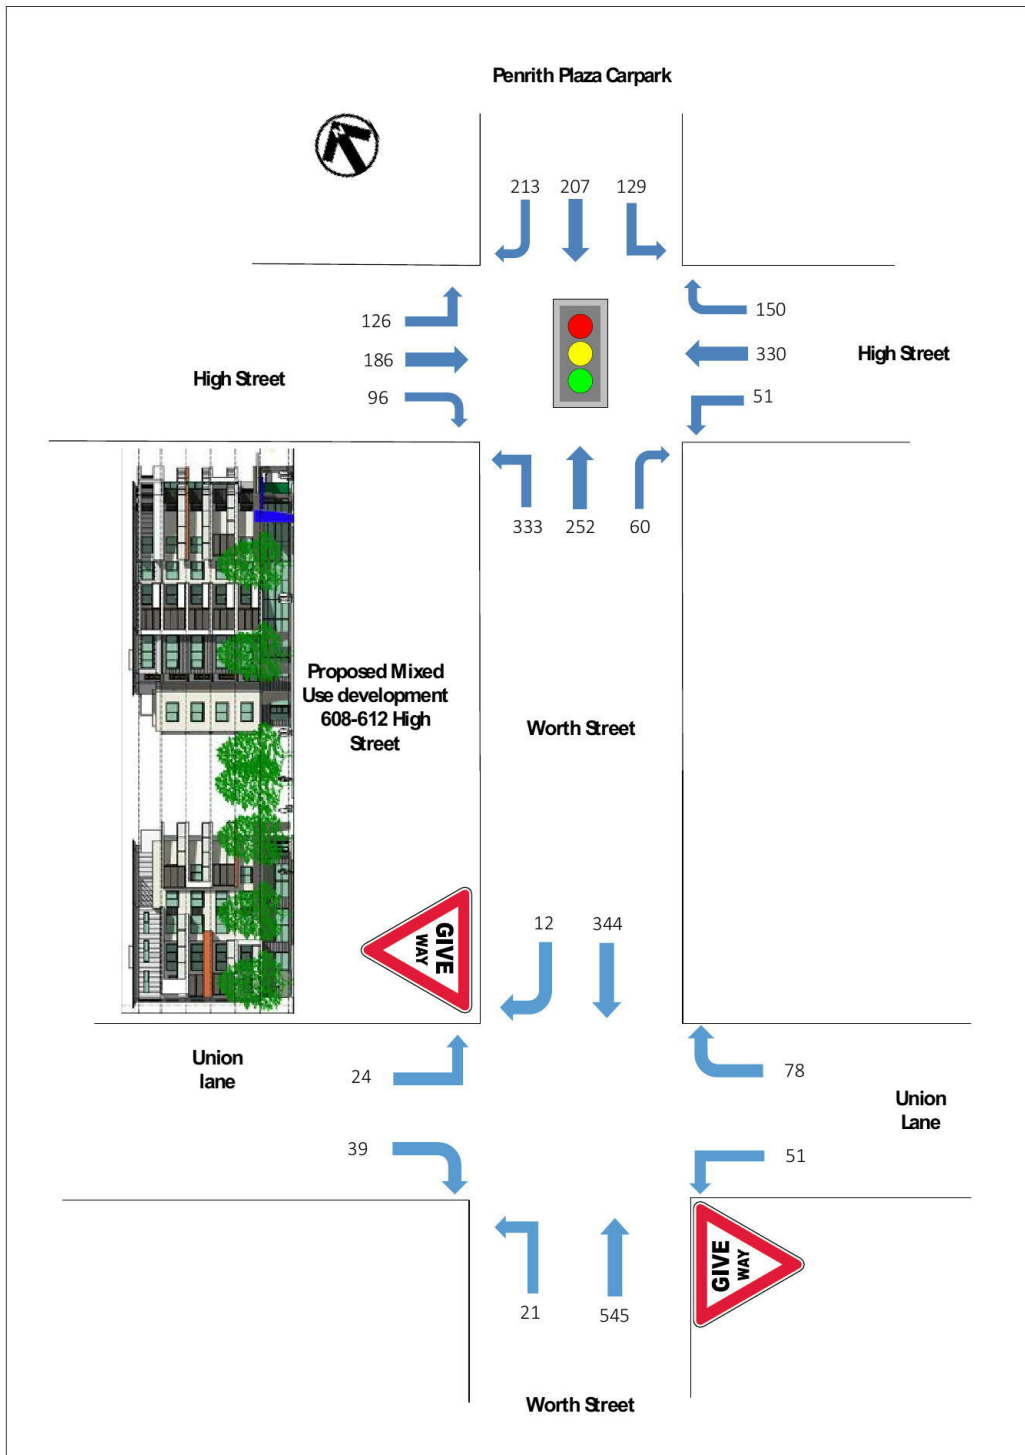 Penrith Plaza Carpark
213 207 129
126
150
186
330
High Street
High Street
96
51
333 252 60
Proposed Mixed
Use development
608-612 High
Street
Worth Street
GIVE
WAY
12 344
Union
lane
24
78
Union
Lane
39
51
GIVE
WAY
21 545
Worth Street